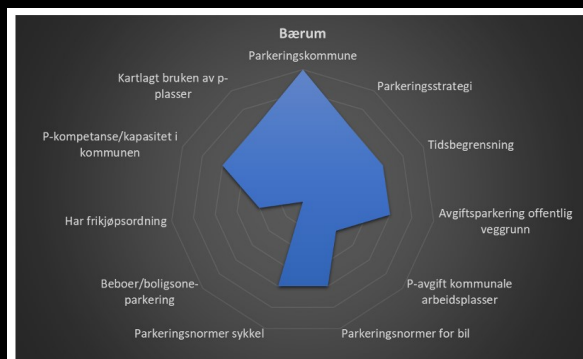 Bærum
Parkeringskommune
Parkeringsstrategi
Tidsbegrensning
Avgiftsparkering offentlig
veggrunn
P-avgift kommunale
arbeidsplasser
Parkeringsnormer for bil
Parkeringsnormer sykkel
Beboer/boligsone-
parkering
Har frikjøpsordning
P-kompetanse/kapasitet i
kommunen
Kartlagt bruken av p-
plasser